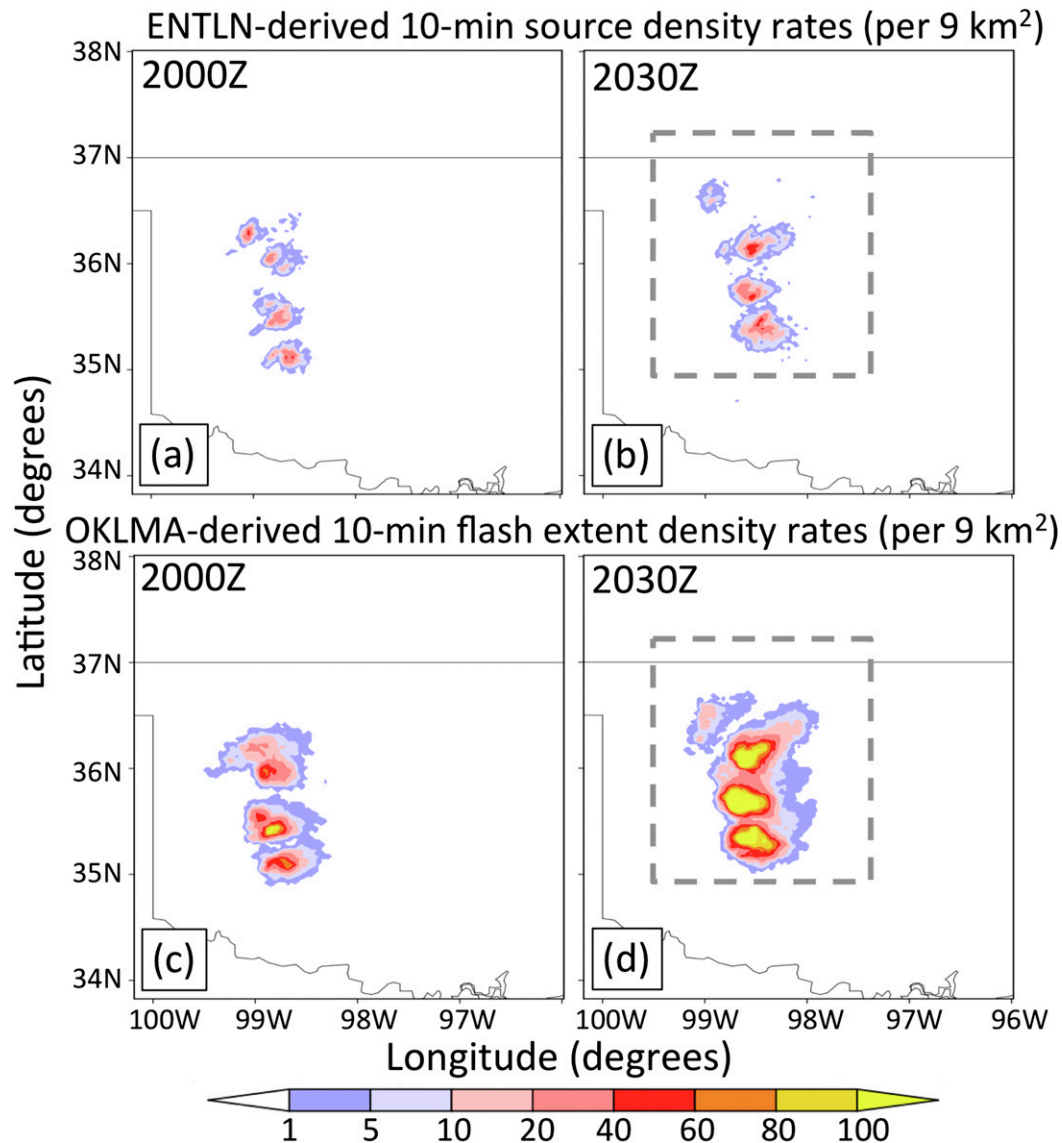 ENTLN-derived 10-min source density rates (per 9 km²)
38N
2000Z
2030Z
37N
36N
35N
34N
(a)
(b)
OKLMA-derived 10-min flash extent density rates (per 9 km²)
38N
2000Z
2030Z
37N
36N
35N
34N
(c)
(d)
Latitude (degrees)
100W 99W 98W 97W 100W 99W 98W 97W 96W
Longitude (degrees)
1 5 10 20 40 60 80 100